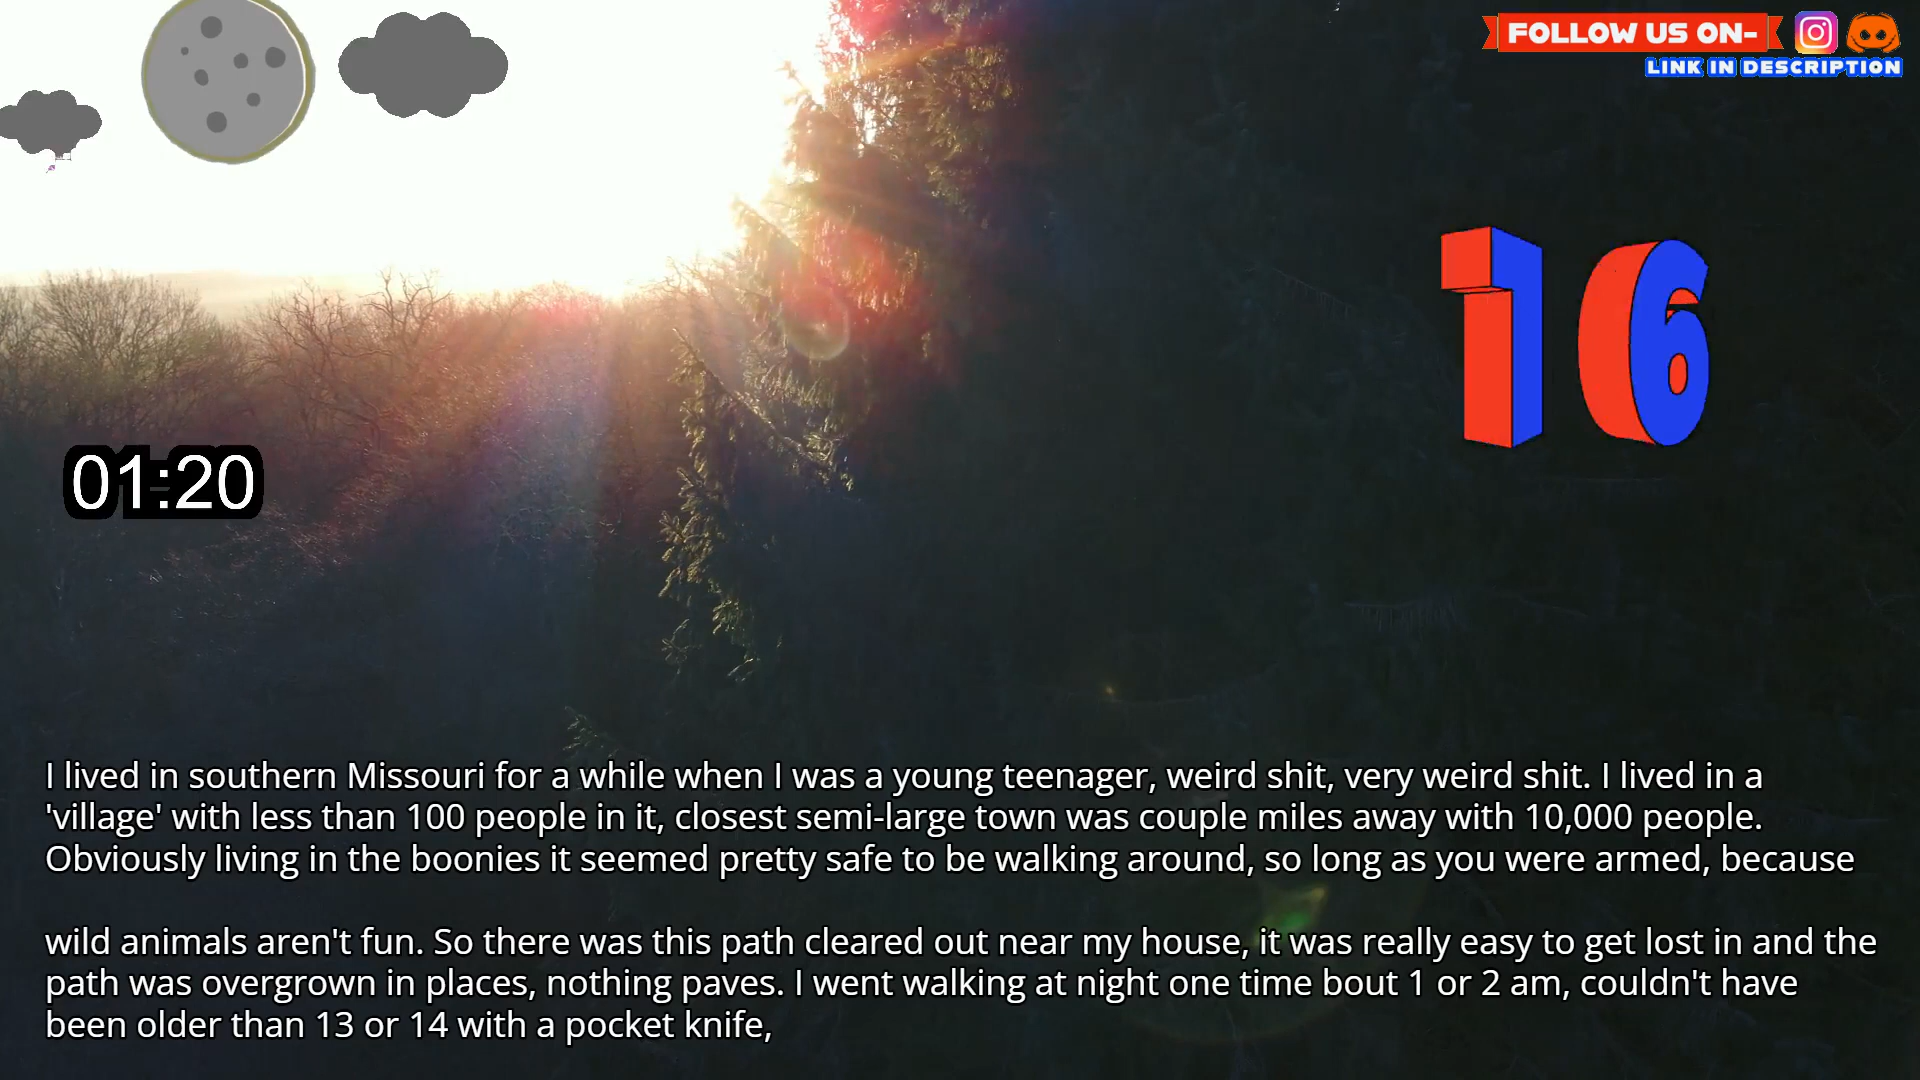 FOLLOW US ON-
LINK IN DESCRIPTION
16
01:20
I lived in southern Missouri for a while when I was a young teenager, weird shit, very weird shit. I lived in a
'village' with less than 100 people in it, closest semi-large town was couple miles away with 10,000 people.
Obviously living in the boonies it seemed pretty safe to be walking around, so long as you were armed, because
wild animals aren't fun. So there was this path cleared out near my house, it was really easy to get lost in and the
path was overgrown in places, nothing paves. I went walking at night one time bout 1 or 2 am, couldn't have
been older than 13 or 14 with a pocket knife,